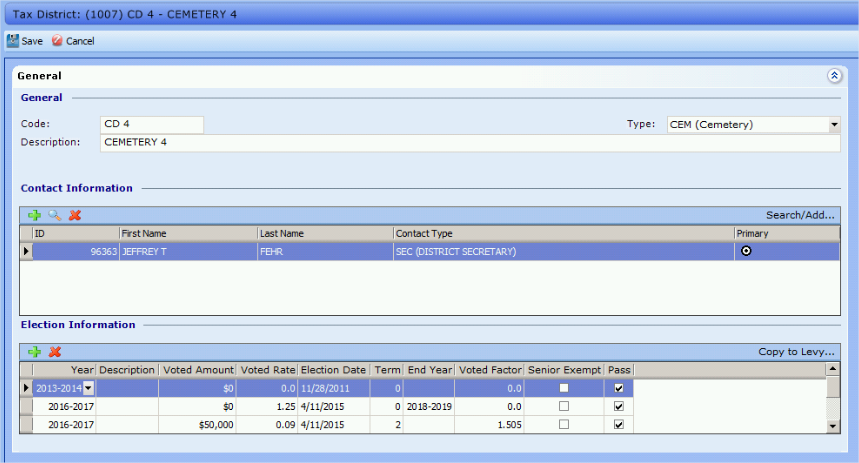 Tax District: (1007) CD 4 - CEMETERY 4
Save Cancel
General
General
Code: CD 4 Type: CEM (Cemetery)
Description: CEMETERY 4
Contact Information
Search/Add...
ID First Name Last Name Contact Type Primary
96363 JEFFREY T FEHR SEC (DISTRICT SECRETARY)
Election Information
Copy to Levy...
Year Description Voted Amount Voted Rate Election Date Term End Year Voted Factor Senior Exempt Pass
2013-2014 $0 0.0 11/28/2011 0 0.0
2016-2017 $0 1.25 4/11/2015 0 2018-2019 0.0
2016-2017 $50,000 0.09 4/11/2015 2 1.505